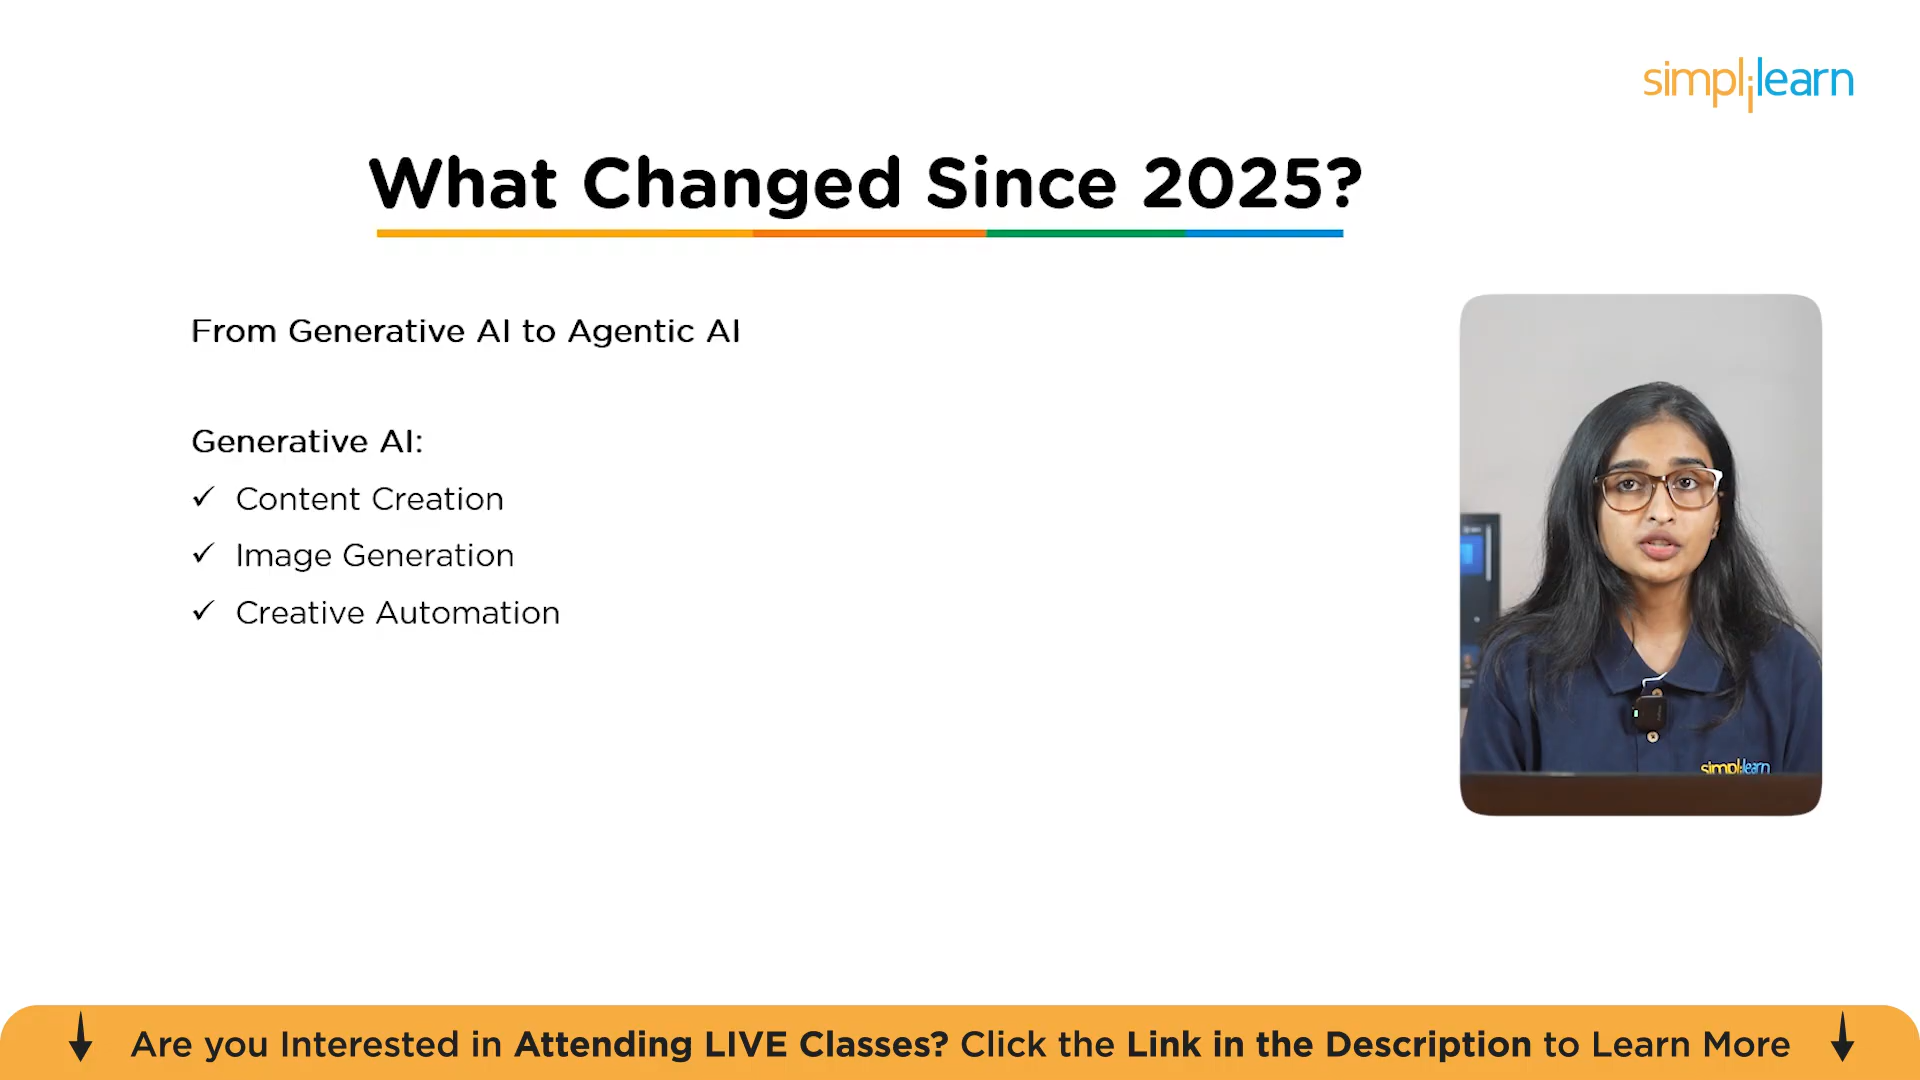 simplilearn
What Changed Since 2025?
From Generative AI to Agentic AI
Generative AI:
✓ Content Creation
✓ Image Generation
✓ Creative Automation
simplilearn
Are you Interested in Attending LIVE Classes? Click the Link in the Description to Learn More